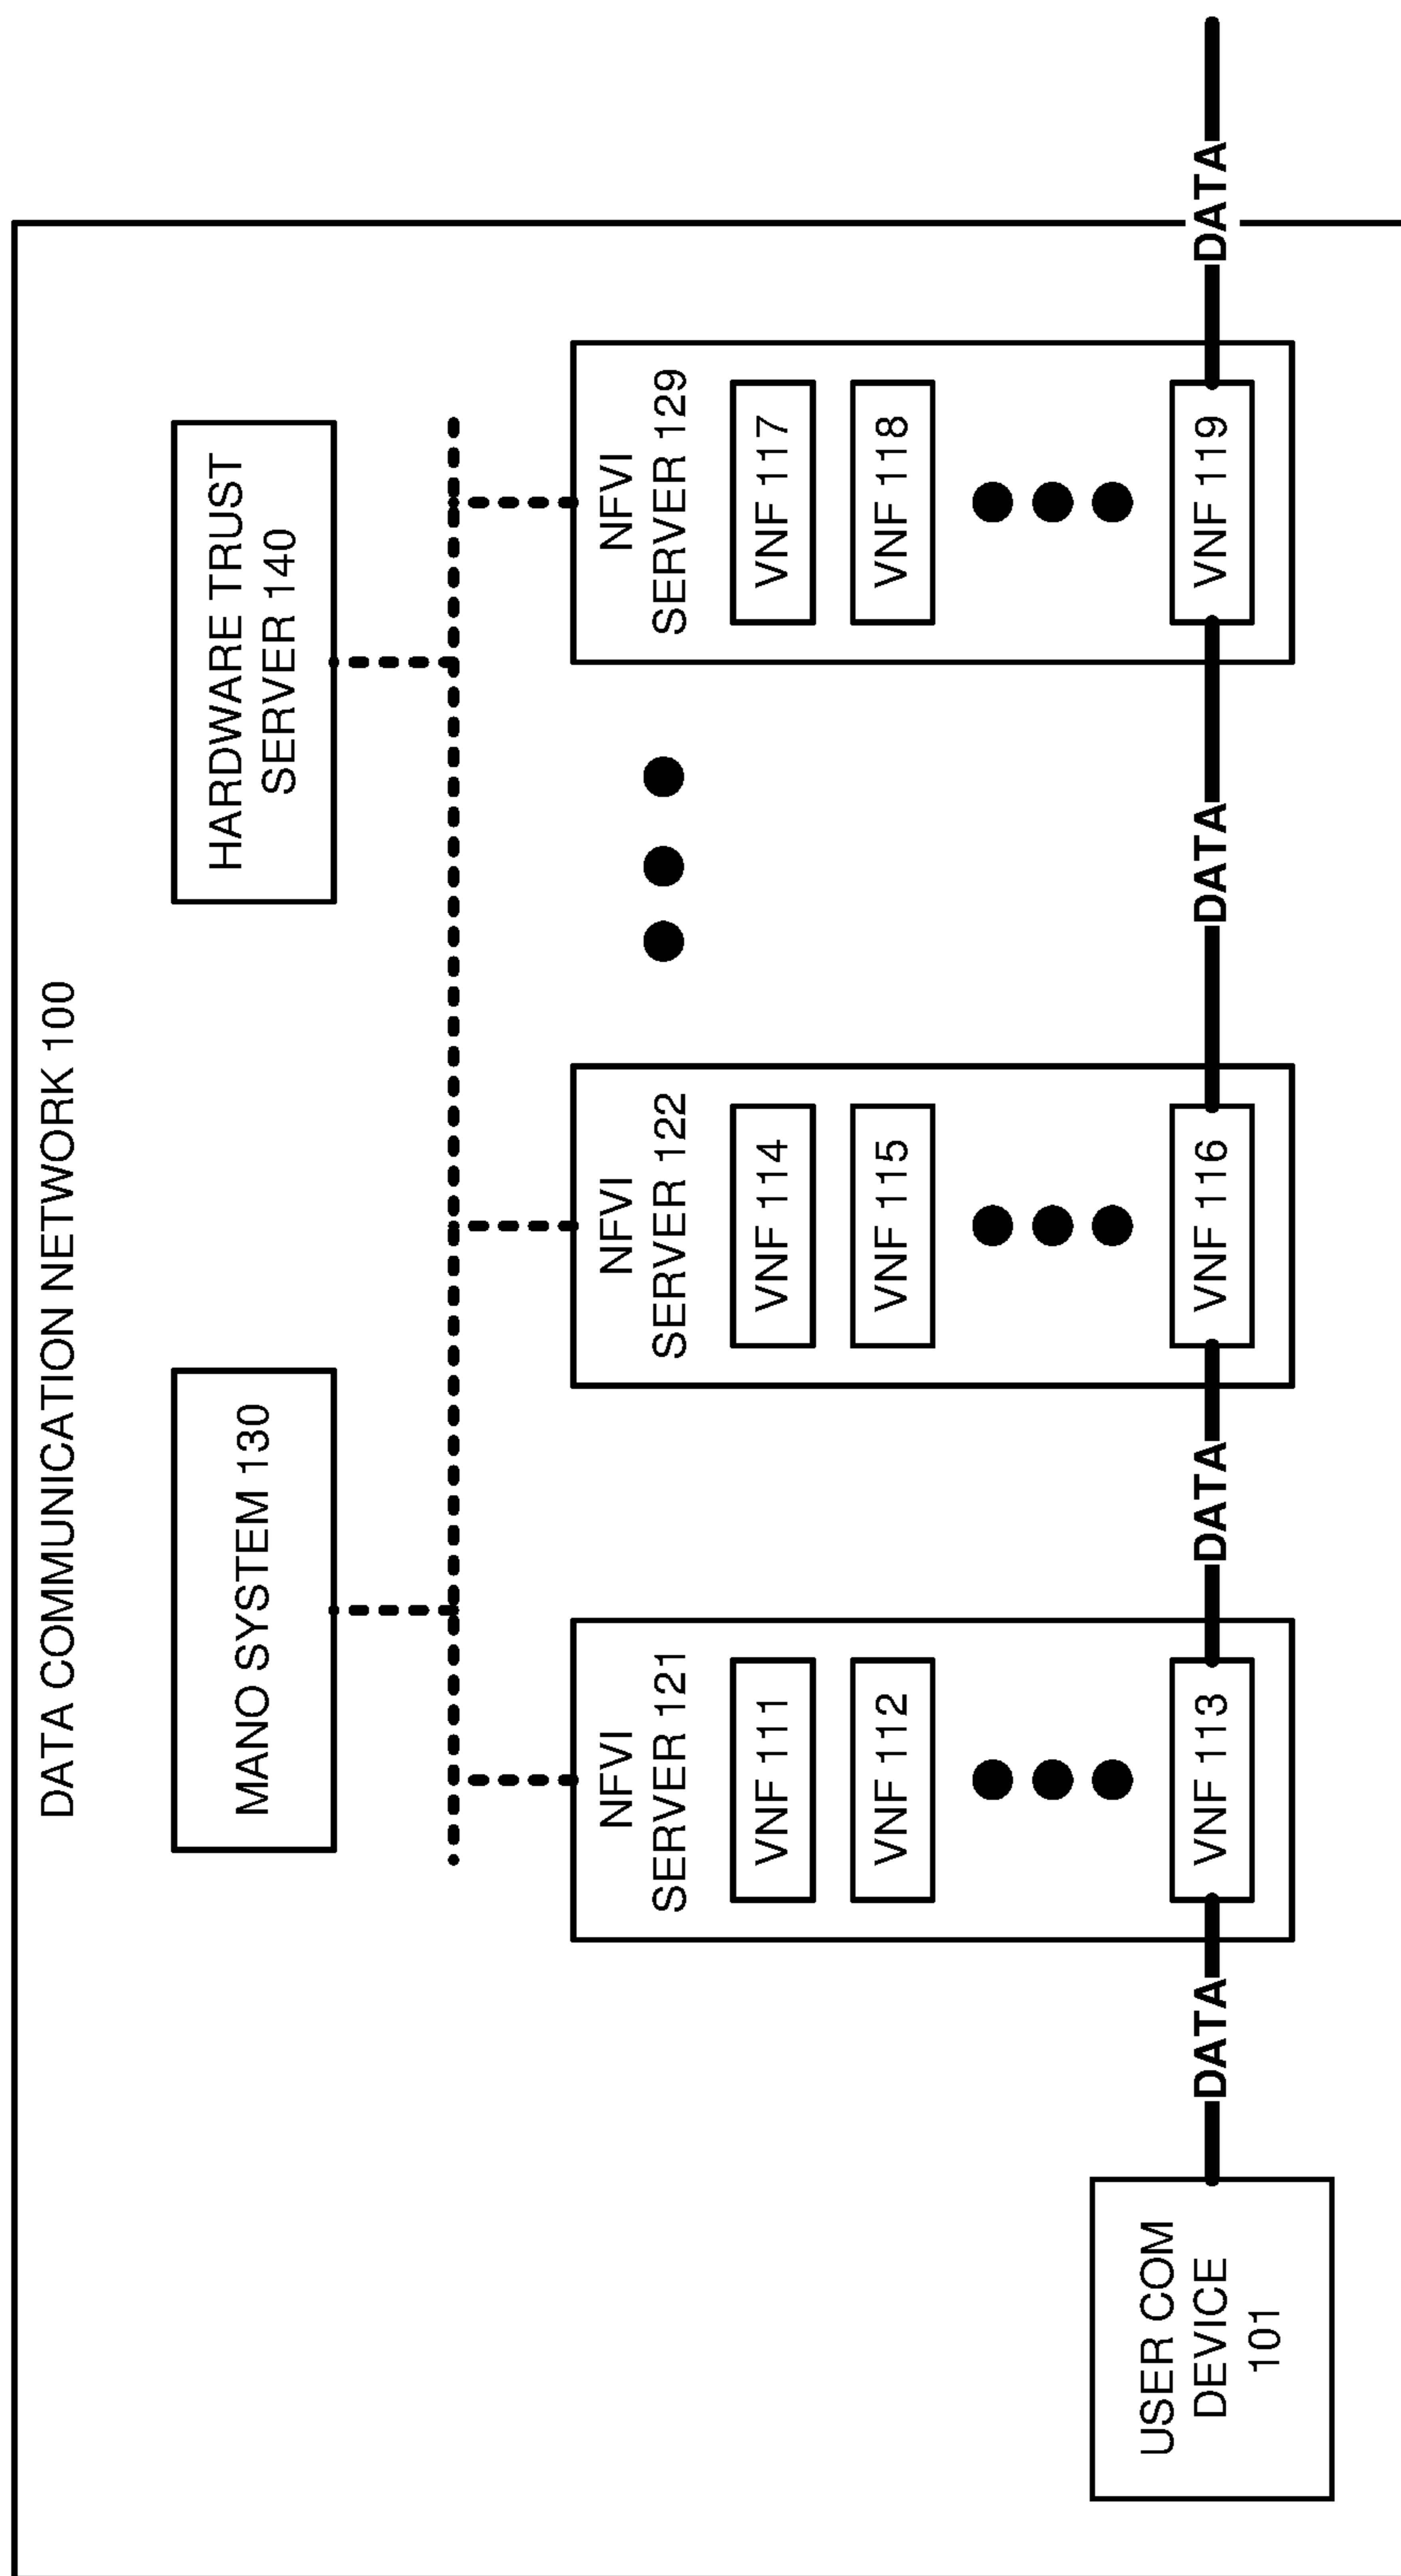 DATA COMMUNICATION NETWORK 100
MANO SYSTEM 130
HARDWARE TRUST
SERVER 140
NFVI
SERVER 121
VNF 111
VNF 112
VNF 113
NFVI
SERVER 122
VNF 114
VNF 115
VNF 116
NFVI
SERVER 129
VNF 117
VNF 118
VNF 119
USER COM
DEVICE
101
DATA
DATA
DATA
DATA